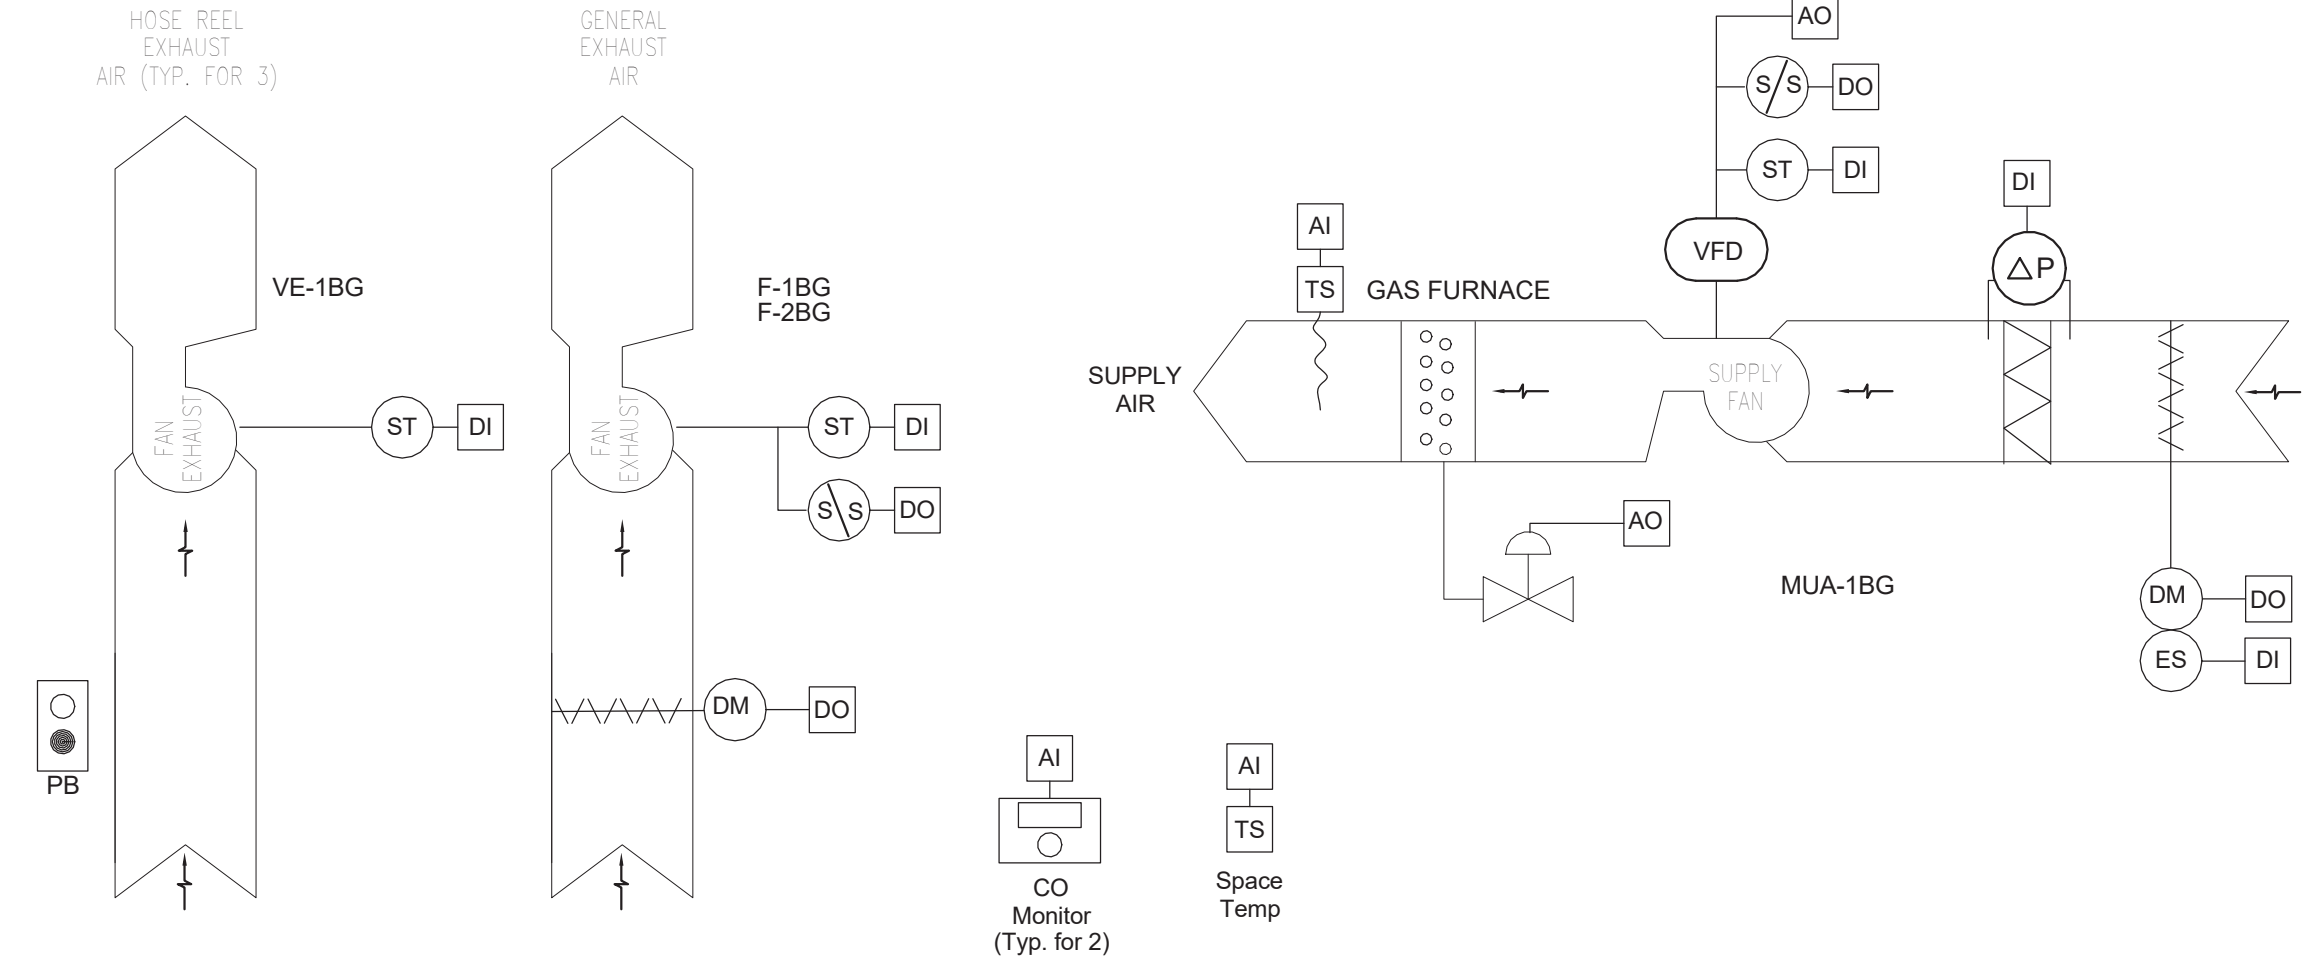 HOSE REEL
EXHAUST
AIR (TYP. FOR 3)
GENERAL
EXHAUST
AIR
AO
S/S
DO
ST
DI
DI
AI
TS
GAS FURNACE
VFD
△P
VE-1BG
F-1BG
F-2BG
SUPPLY
AIR
SUPPLY
FAN
FAN
EXHAUST
ST
DI
FAN
EXHAUST
ST
DI
S\S
DO
AO
MUA-1BG
DM
DO
ES
DI
DM
DO
PB
AI
CO
Monitor
(Typ. for 2)
AI
TS
Space
Temp